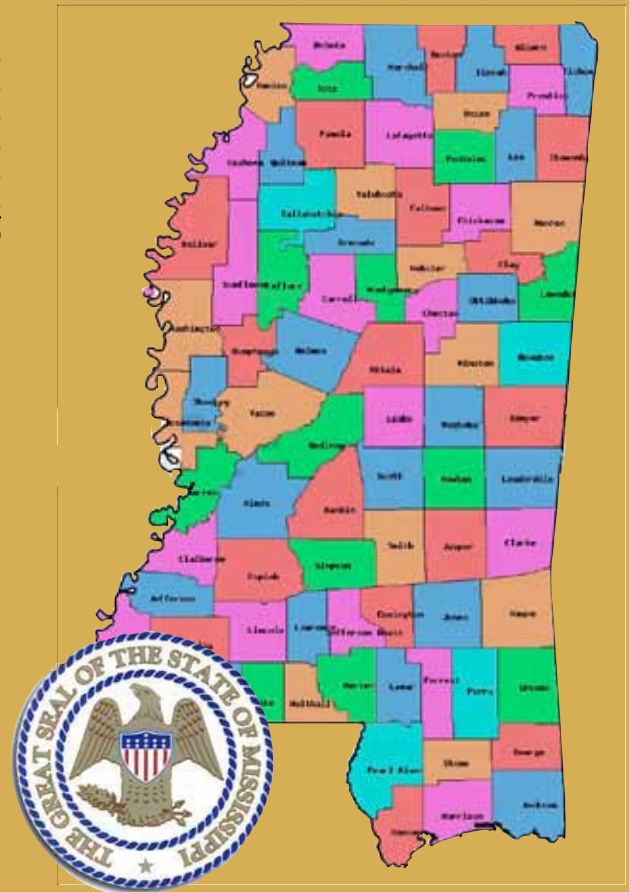 DeSoto
Marshall
Benton
Tippah
Alcorn
Tishom
Prentiss
Tunica
Tate
Union
Panola
Lafayette
Pontotoc
Lee
Itawamba
Coahoma
Quitman
Yalobusha
Calhoun
Chickasaw
Monroe
Tallahatchie
Bolivar
Grenada
Clay
Webster
Sunflower
Leflore
Carroll
Montgomery
Choctaw
Oktibbeha
Lowndes
Washington
Humphreys
Holmes
Attala
Winston
Noxubee
Sharkey
Issaquena
Yazoo
Leake
Neshoba
Kemper
Madison
Scott
Newton
Lauderdale
Warren
Hinds
Rankin
Smith
Jasper
Clarke
Claiborne
Copiah
Simpson
Jefferson
Covington
Jones
Wayne
Lincoln
Lawrence
Jefferson Davis
Walthall
Marion
Lamar
Forrest
Perry
Greene
Pearl River
Stone
George
Harrison
Jackson
Hancock
THE GREAT SEAL OF THE STATE OF MISSISSIPPI